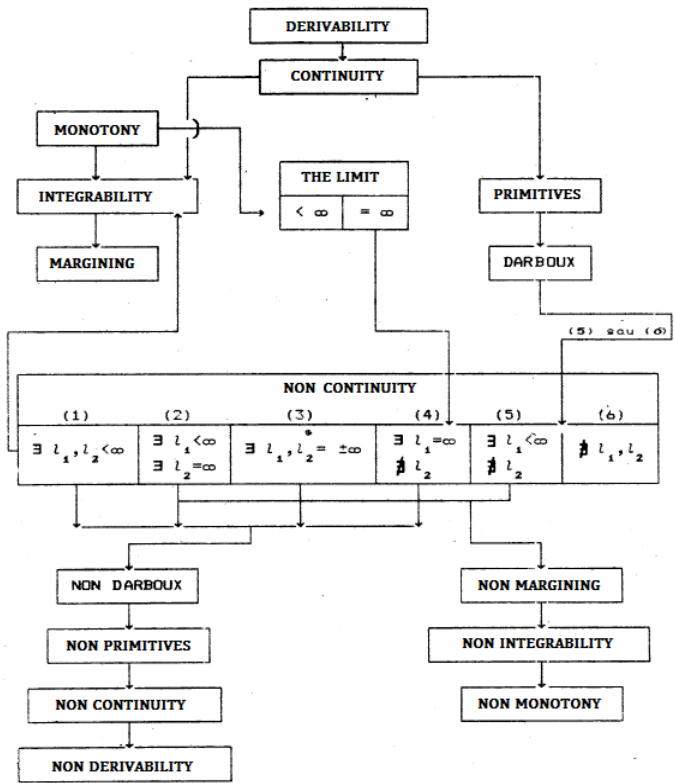 DERIVABILITY
CONTINUITY
MONOTONY
THE LIMIT
< ∞ = ∞
INTEGRABILITY
PRIMITIVES
MARGINING
DARBOUX
(5) sau (6)
NON CONTINUITY
(1) (2) (3) (4) (5) (6)
∃ l₁, l₂ < ∞
∃ l₁ < ∞
∃ l₂ = ∞
∃ l₁, l₂ = ±∞
∃ l₁ = ∞
∄ l₂
∃ l₁ < ∞
∄ l₂
∄ l₁, l₂
NON DARBOUX
NON MARGINING
NON PRIMITIVES
NON INTEGRABILITY
NON CONTINUITY
NON MONOTONY
NON DERIVABILITY